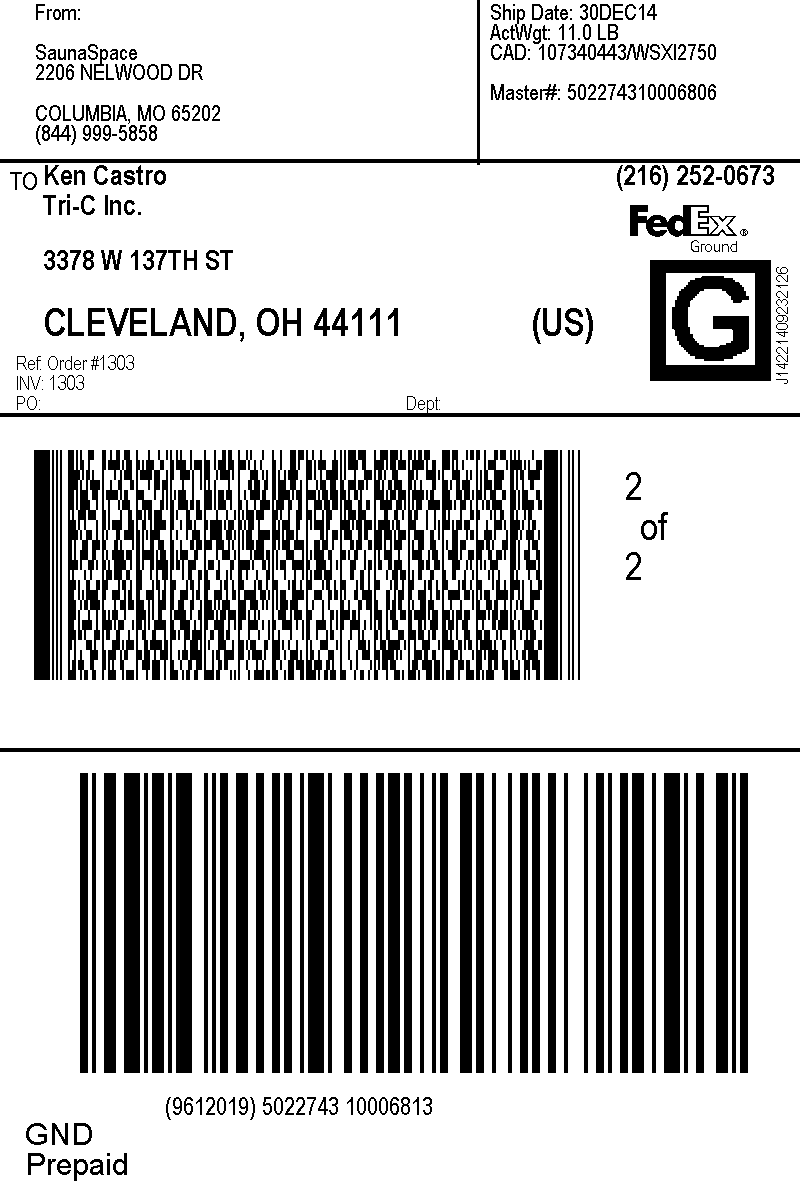 From:
SaunaSpace
2206 NELWOOD DR
COLUMBIA, MO 65202
(844) 999-5858
Ship Date: 30DEC14
ActWgt: 11.0 LB
CAD: 107340443/WSXI2750
Master#: 502274310006806
TO Ken Castro
(216) 252-0673
Tri-C Inc.
3378 W 137TH ST
CLEVELAND, OH 44111 (US)
FedEx®
Ground
G
J14221409232126
Ref: Order #1303
INV: 1303
PO: Dept:
2
of
2
(9612019) 5022743 10006813
GND
Prepaid